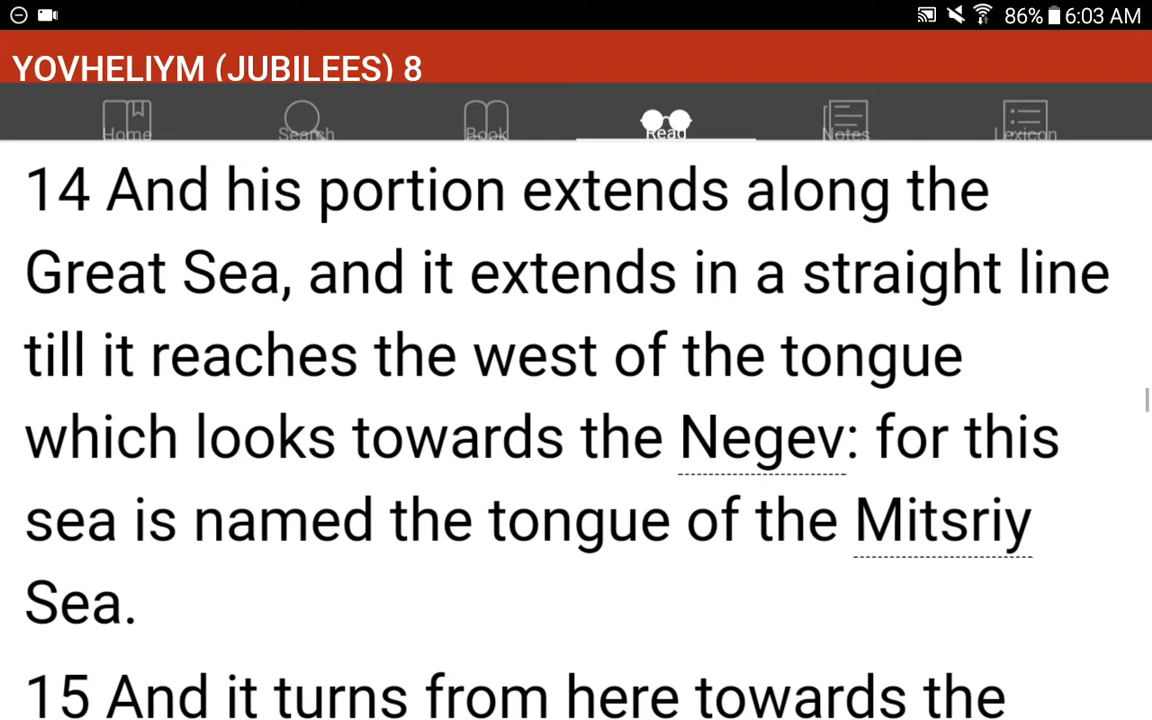 86% 6:03 AM
YOVHELIYM (JUBILEES) 8
Home Search Book Read Notes Lexicon
14 And his portion extends along the
Great Sea, and it extends in a straight line
till it reaches the west of the tongue
which looks towards the Negev: for this
sea is named the tongue of the Mitsriy
Sea.
15 And it turns from here towards the